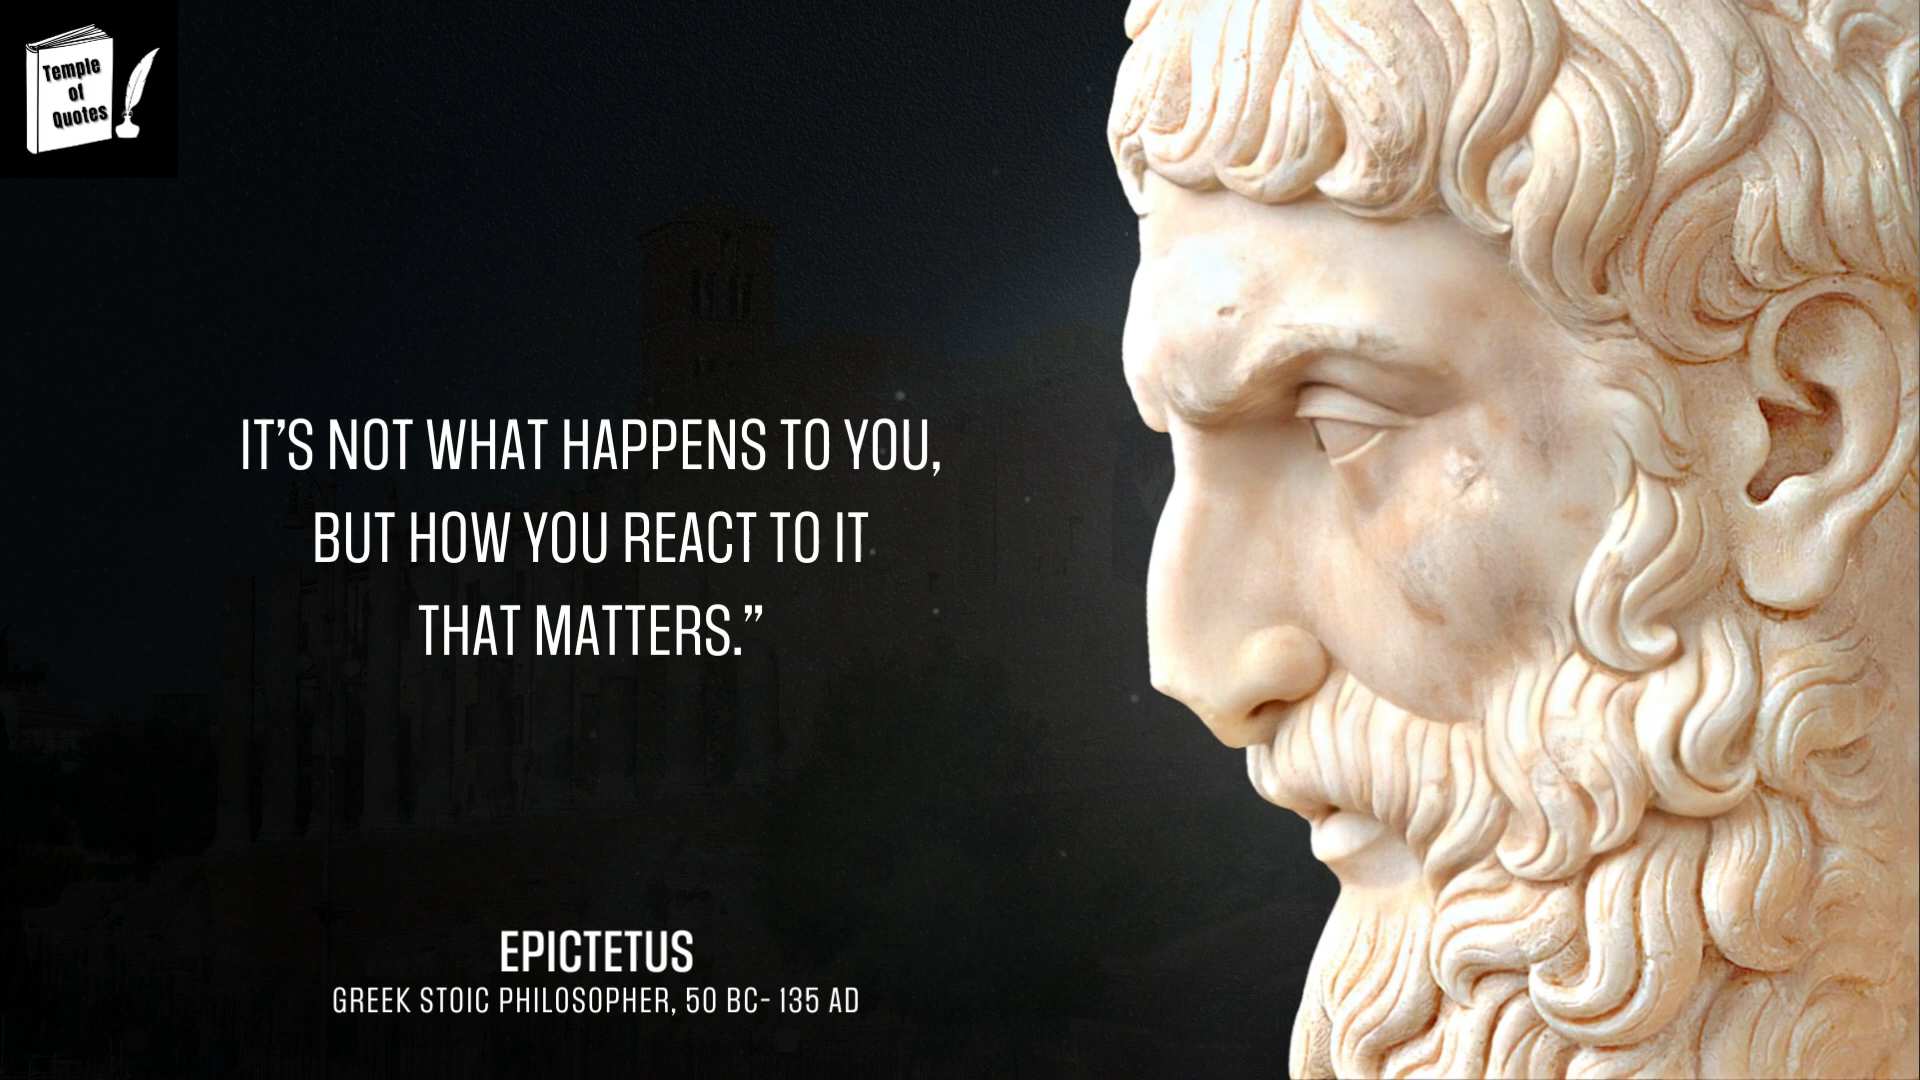 Temple
of
Quotes
IT’S NOT WHAT HAPPENS TO YOU,
BUT HOW YOU REACT TO IT
THAT MATTERS.”
EPICTETUS
GREEK STOIC PHILOSOPHER, 50 BC- 135 AD